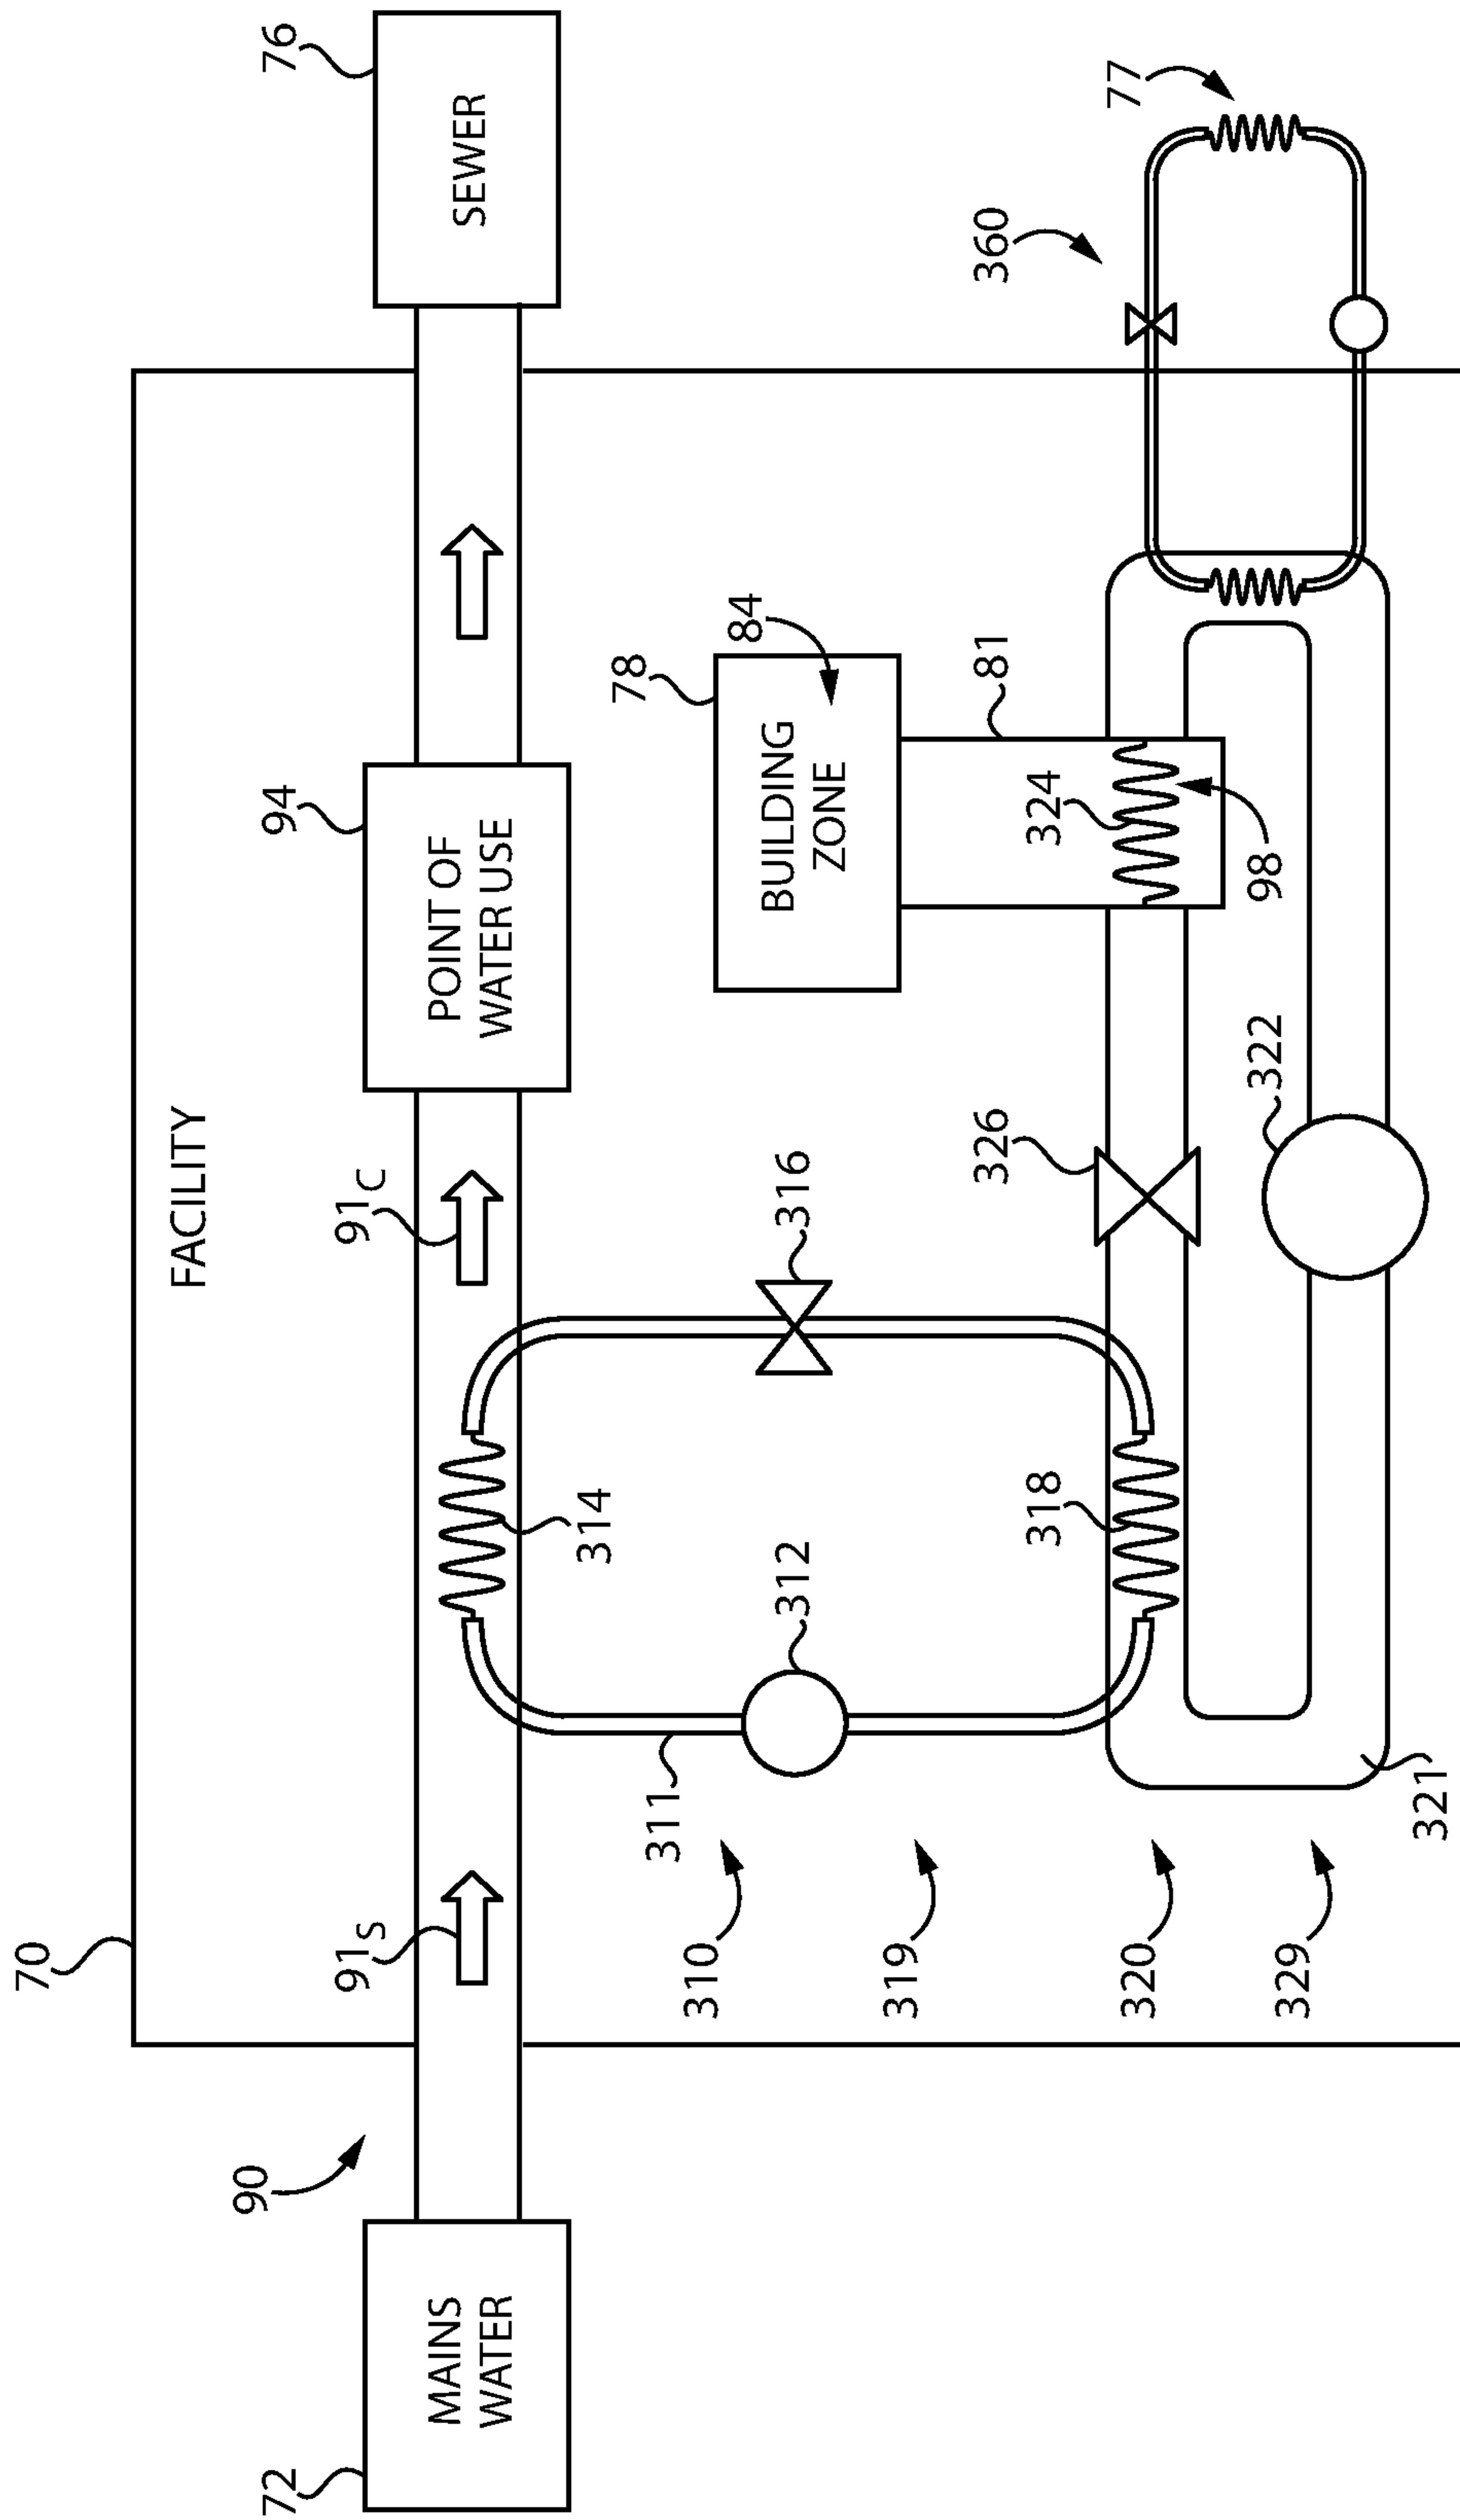 70
FACILITY
90
72
MAINS
WATER
91S
91C
94
POINT OF
WATER USE
76
SEWER
314
311
312
316
78
BUILDING
ZONE
84
310
319
318
326
324
81
360
77
320
329
321
322
98